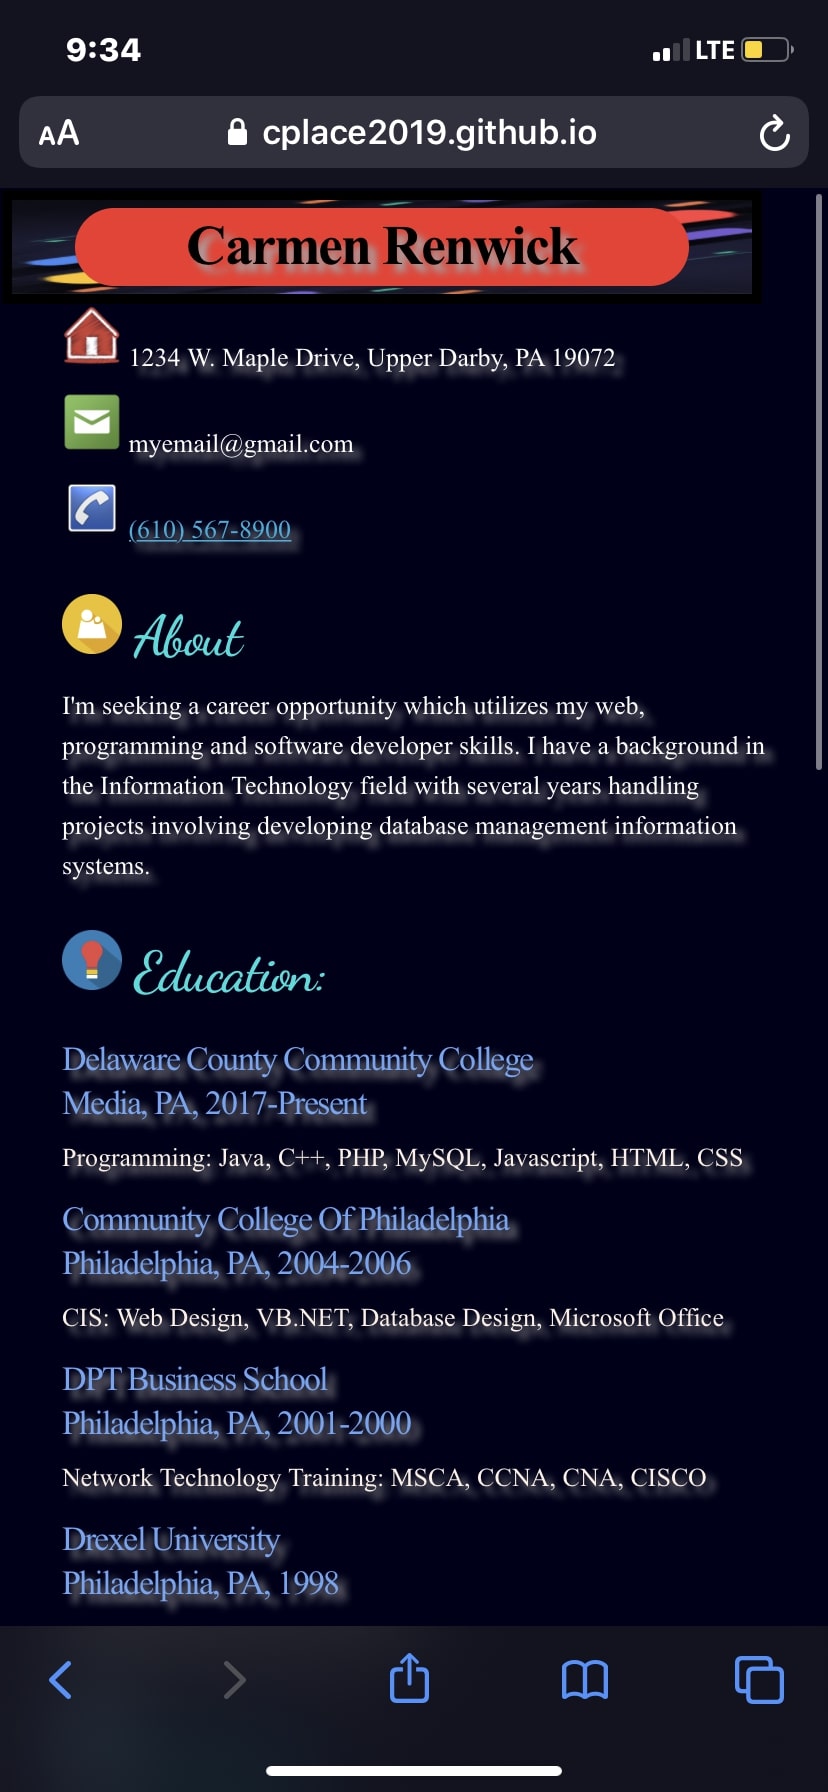 9:34
LTE
AA
cplace2019.github.io
Carmen Renwick
1234 W. Maple Drive, Upper Darby, PA 19072
myemail@gmail.com
(610) 567-8900
About
I'm seeking a career opportunity which utilizes my web,
programming and software developer skills. I have a background in
the Information Technology field with several years handling
projects involving developing database management information
systems.
Education:
Delaware County Community College
Media, PA, 2017-Present
Programming: Java, C++, PHP, MySQL, Javascript, HTML, CSS
Community College Of Philadelphia
Philadelphia, PA, 2004-2006
CIS: Web Design, VB.NET, Database Design, Microsoft Office
DPT Business School
Philadelphia, PA, 2001-2000
Network Technology Training: MSCA, CCNA, CNA, CISCO
Drexel University
Philadelphia, PA, 1998